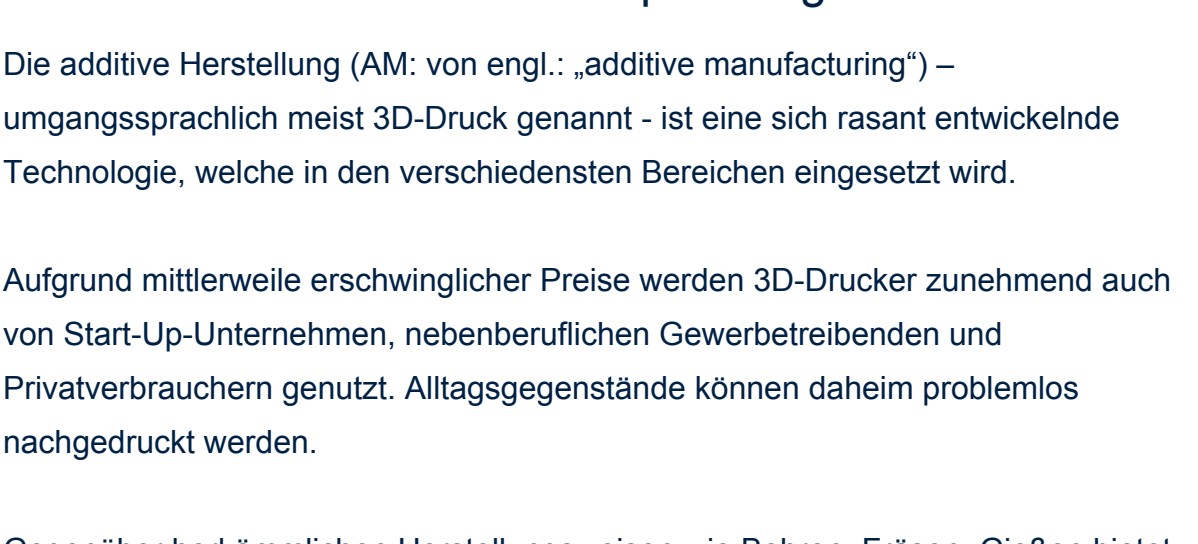 Die additive Herstellung (AM: von engl.: „additive manufacturing“) –
umgangssprachlich meist 3D-Druck genannt - ist eine sich rasant entwickelnde
Technologie, welche in den verschiedensten Bereichen eingesetzt wird.
Aufgrund mittlerweile erschwinglicher Preise werden 3D-Drucker zunehmend auch
von Start-Up-Unternehmen, nebenberuflichen Gewerbetreibenden und
Privatverbrauchern genutzt. Alltagsgegenstände können daheim problemlos
nachgedruckt werden.